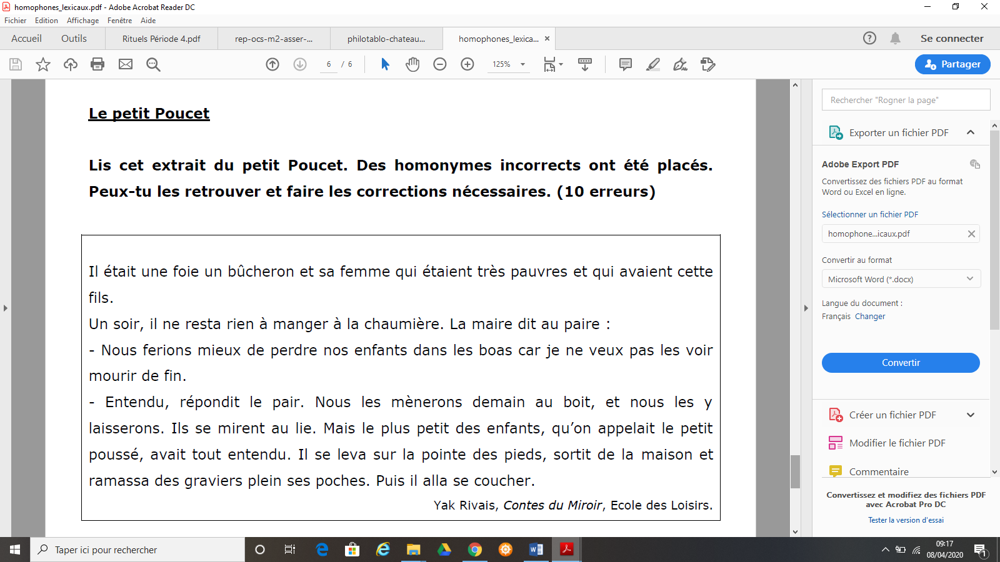 homophones_lexicaux.pdf - Adobe Acrobat Reader DC
Fichier Edition Affichage Fenêtre Aide
Accueil Outils Rituels Période 4.pdf rep-ocs-m2-asser-... philotablo-chateau... homophones_lexica... Se connecter
6 / 6 125% Partager
Le petit Poucet
Lis cet extrait du petit Poucet. Des homonymes incorrects ont été placés.
Peux-tu les retrouver et faire les corrections nécessaires. (10 erreurs)
Il était une foie un bûcheron et sa femme qui étaient très pauvres et qui avaient cette
fils.
Un soir, il ne resta rien à manger à la chaumière. La maire dit au paire :
- Nous ferions mieux de perdre nos enfants dans les boas car je ne veux pas les voir
mourir de fin.
- Entendu, répondit le pair. Nous les mènerons demain au boit, et nous les y
laisserons. Ils se mirent au lie. Mais le plus petit des enfants, qu’on appelait le petit
poussé, avait tout entendu. Il se leva sur la pointe des pieds, sortit de la maison et
ramassa des graviers plein ses poches. Puis il alla se coucher.
Yak Rivais, Contes du Miroir, Ecole des Loisirs.
Rechercher "Rogner la page"
Exporter un fichier PDF
Adobe Export PDF
Convertissez des fichiers PDF au format
Word ou Excel en ligne.
Sélectionner un fichier PDF
homophone...icaux.pdf
Convertir au format
Microsoft Word (*.docx)
Langue du document :
Français Changer
Convertir
Créer un fichier PDF
Modifier le fichier PDF
Commentaire
Convertissez et modifiez des fichiers PDF
avec Acrobat Pro DC
Tester la version d'essai
Taper ici pour rechercher
09:17
08/04/2020
1